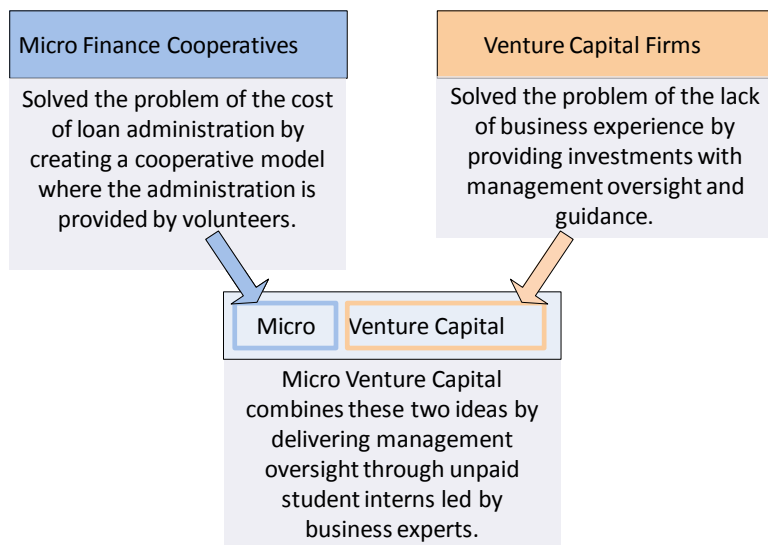 Micro Finance Cooperatives
Solved the problem of the cost
of loan administration by
creating a cooperative model
where the administration is
provided by volunteers.
Venture Capital Firms
Solved the problem of the lack
of business experience by
providing investments with
management oversight and
guidance.
Micro
Venture Capital
Micro Venture Capital
combines these two ideas by
delivering management
oversight through unpaid
student interns led by
business experts.